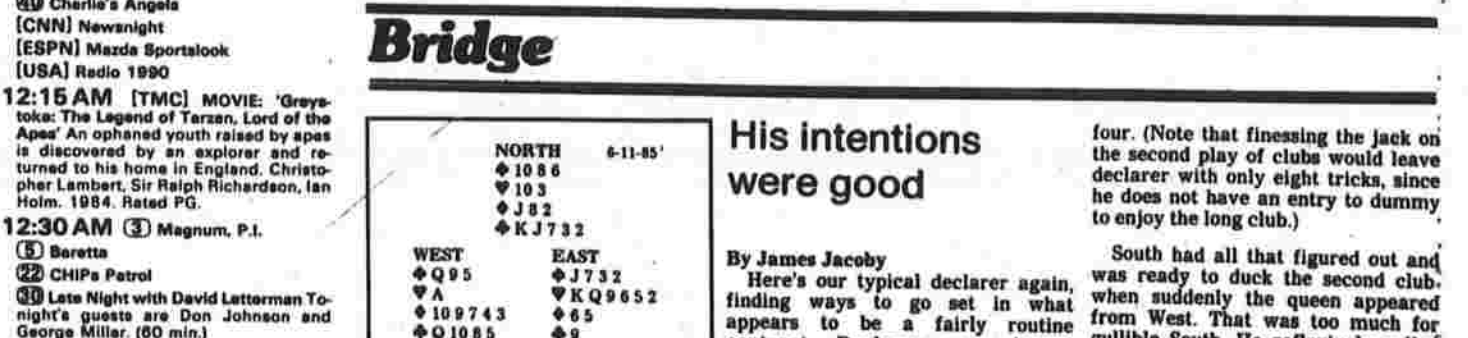 40 Charlie's Angels
[CNN] Newsnight
[ESPN] Mazda Sportslook
[USA] Radio 1990
12:15 AM [TMC] MOVIE: 'Greys-
toke: The Legend of Tarzan, Lord of the
Apes' An ophaned youth raised by apes
is discovered by an explorer and re-
turned to his home in England. Christo-
pher Lambert, Sir Ralph Richardson, Ian
Holm. 1984. Rated PG.
12:30 AM 3 Magnum, P.I.
5 Baretta
22 CHIPs Patrol
30 Late Night with David Letterman To-
night's guests are Don Johnson and
George Miller. (60 min.)
Bridge
NORTH 6-11-85
♠ 10 8 6
♥ 10 3
♦ J 8 2
♣ K J 7 3 2
WEST EAST
♠ Q 9 5 ♠ J 7 3 2
♥ A ♥ K Q 9 6 5 2
♦ 10 9 7 4 3 ♦ 6 5
♣ Q 10 8 5 ♣ 9
His intentions
were good
By James Jacoby
Here's our typical declarer again,
finding ways to go set in what
appears to be a fairly routine
four. (Note that finessing the jack on
the second play of clubs would leave
declarer with only eight tricks, since
he does not have an entry to dummy
to enjoy the long club.)
South had all that figured out and
was ready to duck the second club,
when suddenly the queen appeared
from West. That was too much for
gullible South. He